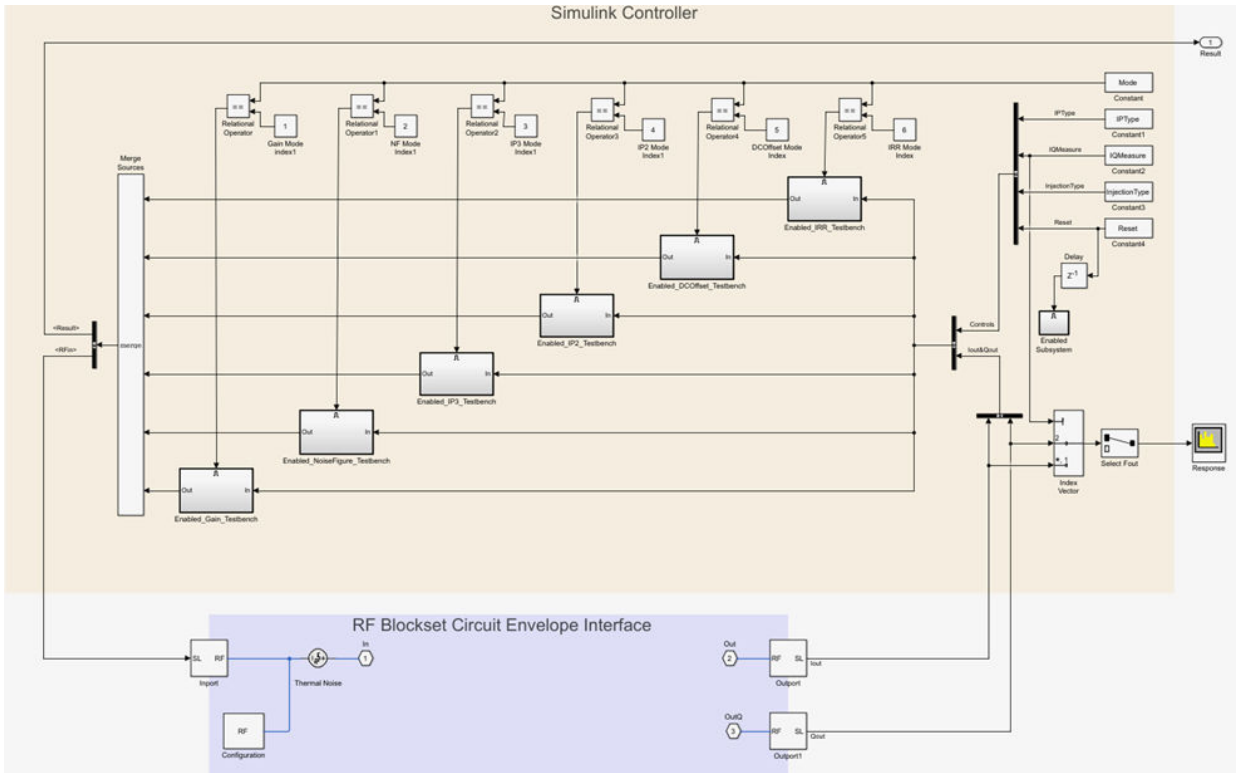 Simulink Controller
1
Result
Mode
Constant
==
Relational
Operator
1
Gain Mode
index1
==
Relational
Operator1
2
NF Mode
Index1
==
Relational
Operator2
3
IP3 Mode
Index1
==
Relational
Operator3
4
IP2 Mode
Index1
==
Relational
Operator4
5
DCOffset Mode
Index
==
Relational
Operator5
6
IRR Mode
Index
IPType
IPType
Constant1
IQMeasure
IQMeasure
Constant2
InjectionType
InjectionType
Constant3
Reset
Reset
Constant4
Delay
Z-1
Enabled
Subsystem
Merge
Sources
merge
Out
In
Enabled_IRR_Testbench
Out
In
Enabled_DCOffset_Testbench
Out
In
Enabled_IP2_Testbench
Out
In
Enabled_IP3_Testbench
Out
In
Enabled_NoiseFigure_Testbench
Out
In
Enabled_Gain_Testbench
<Result>
<RFin>
Controls
Iout&Qout
2
*, 1
Index
Vector
Select Fout
Response
RF Blockset Circuit Envelope Interface
SL
RF
Inport
Thermal Noise
In
1
RF
Configuration
Out
2
RF
SL
Outport
Iout
OutQ
3
RF
SL
Outport1
Qout